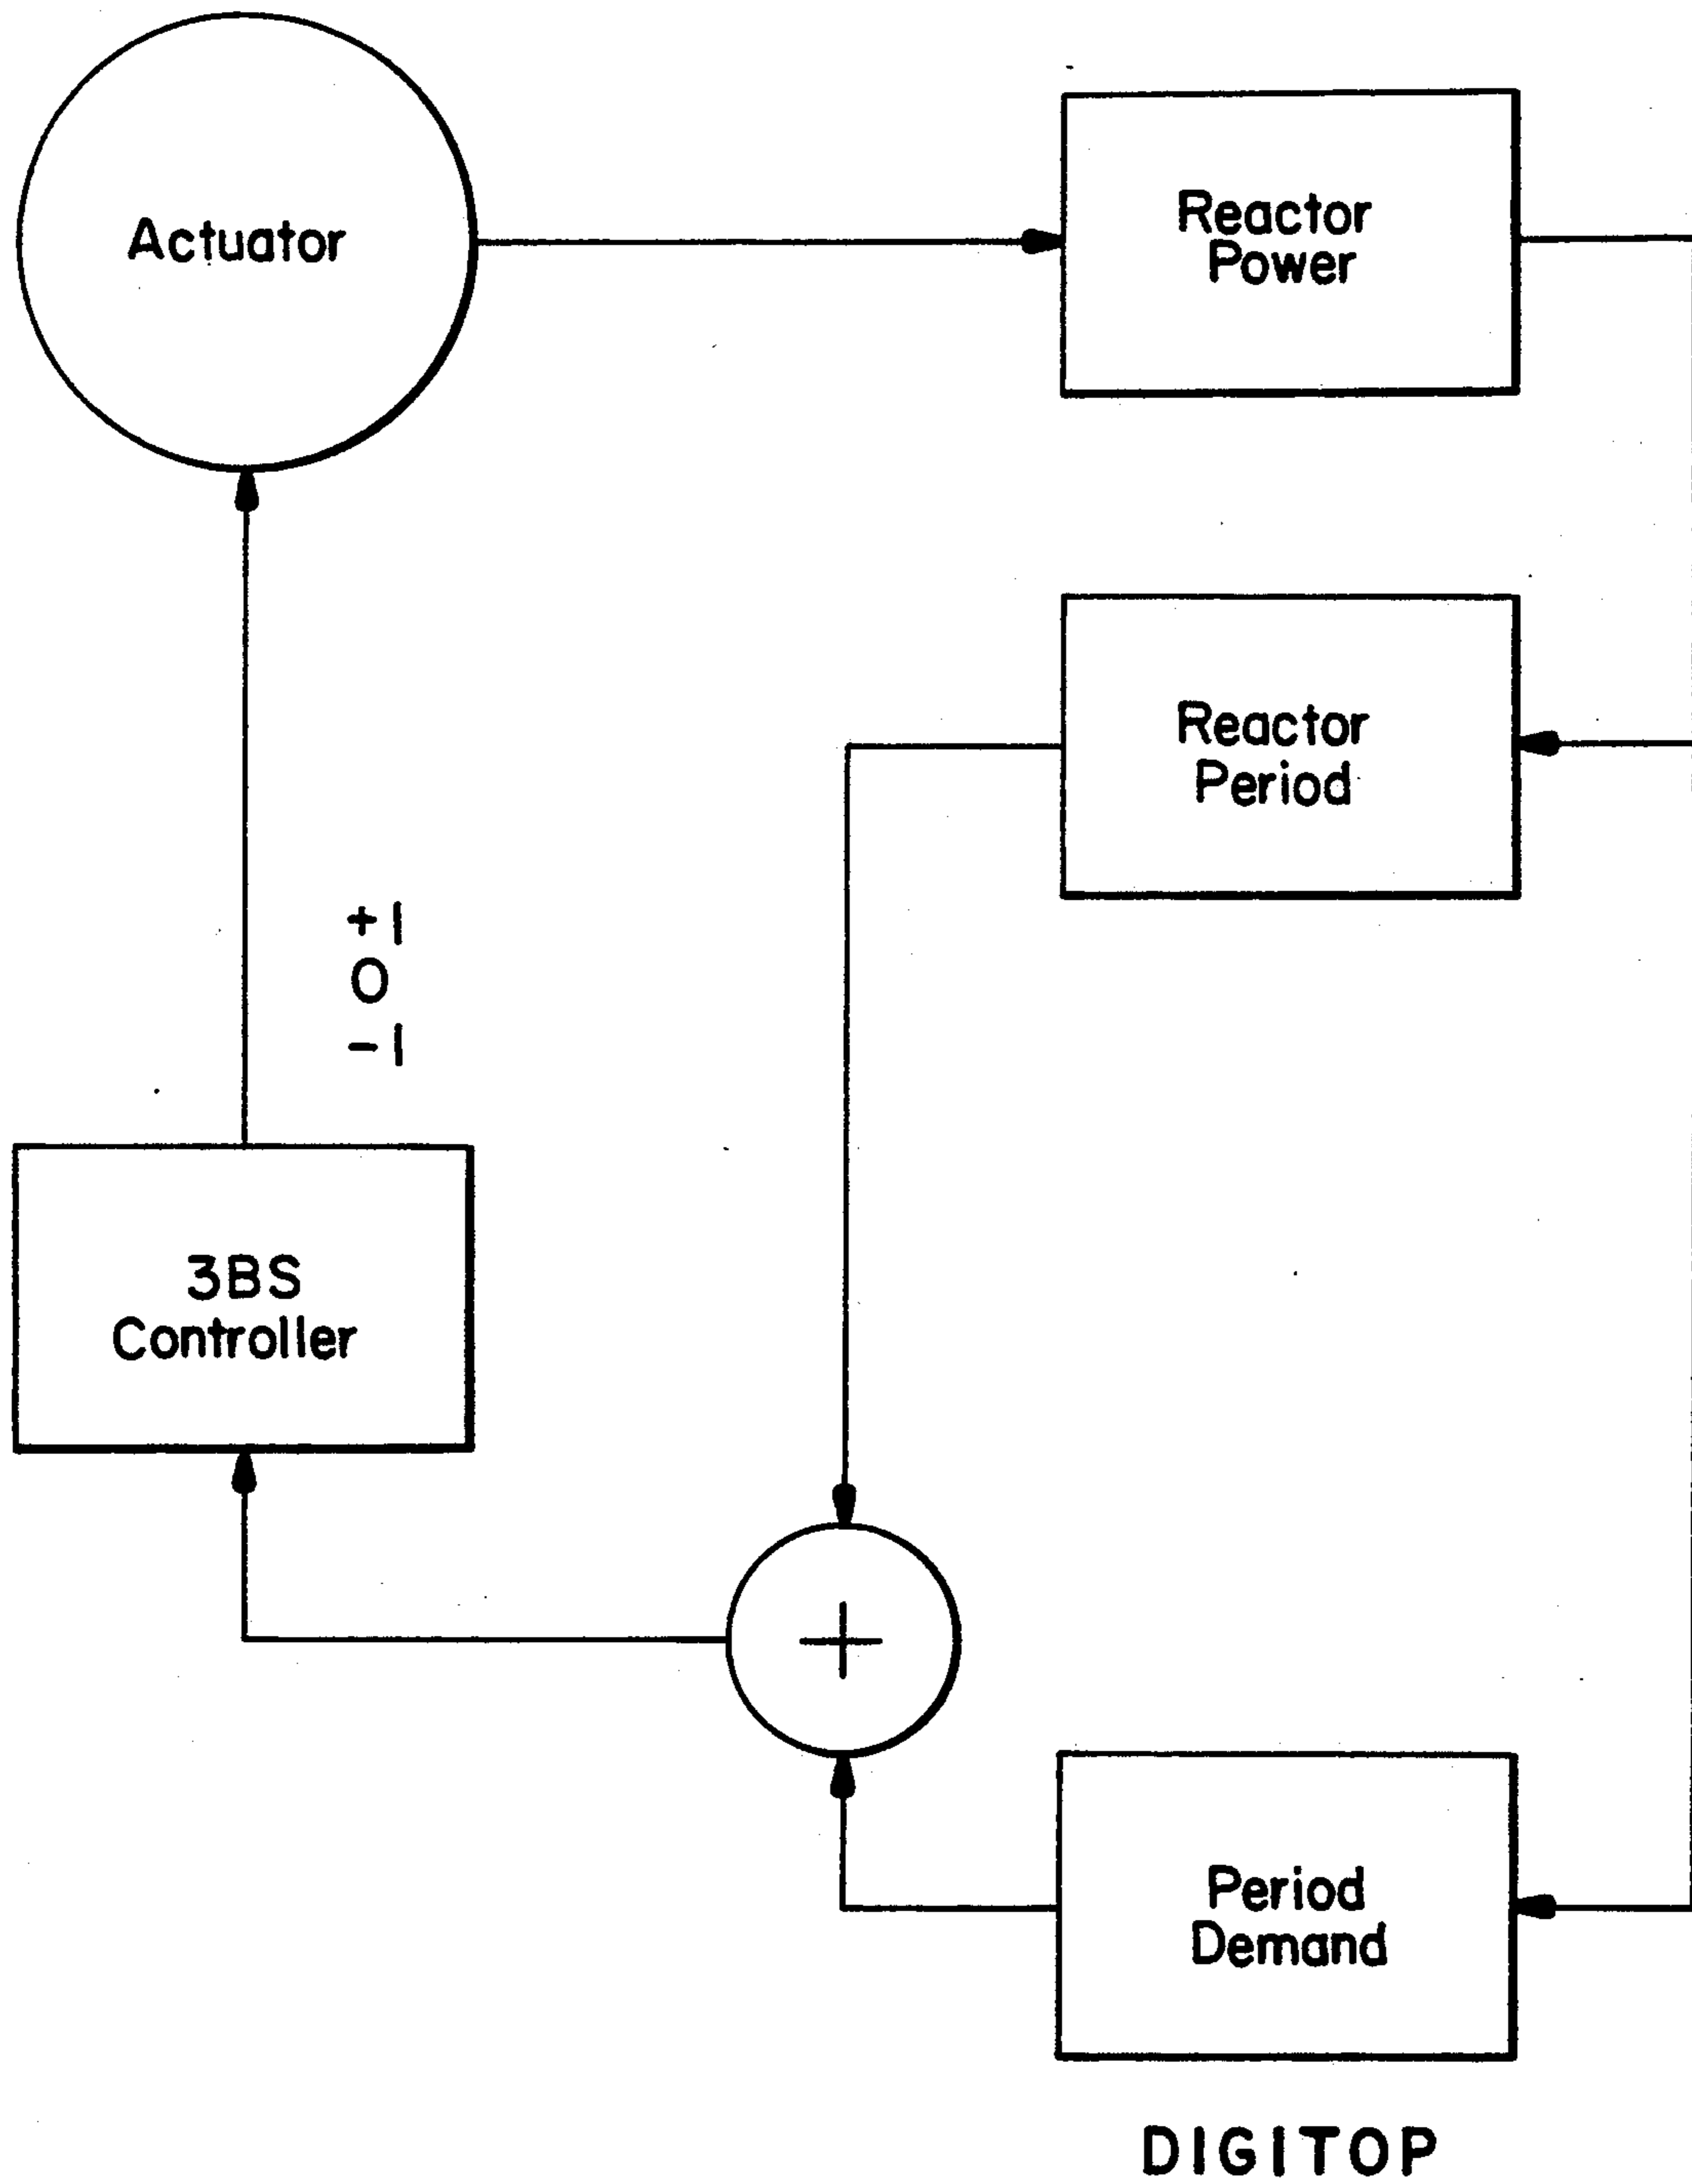 Actuator
Reactor
Power
Reactor
Period
+1
0
-1
3BS
Controller
+
Period
Demand
DIGITOP